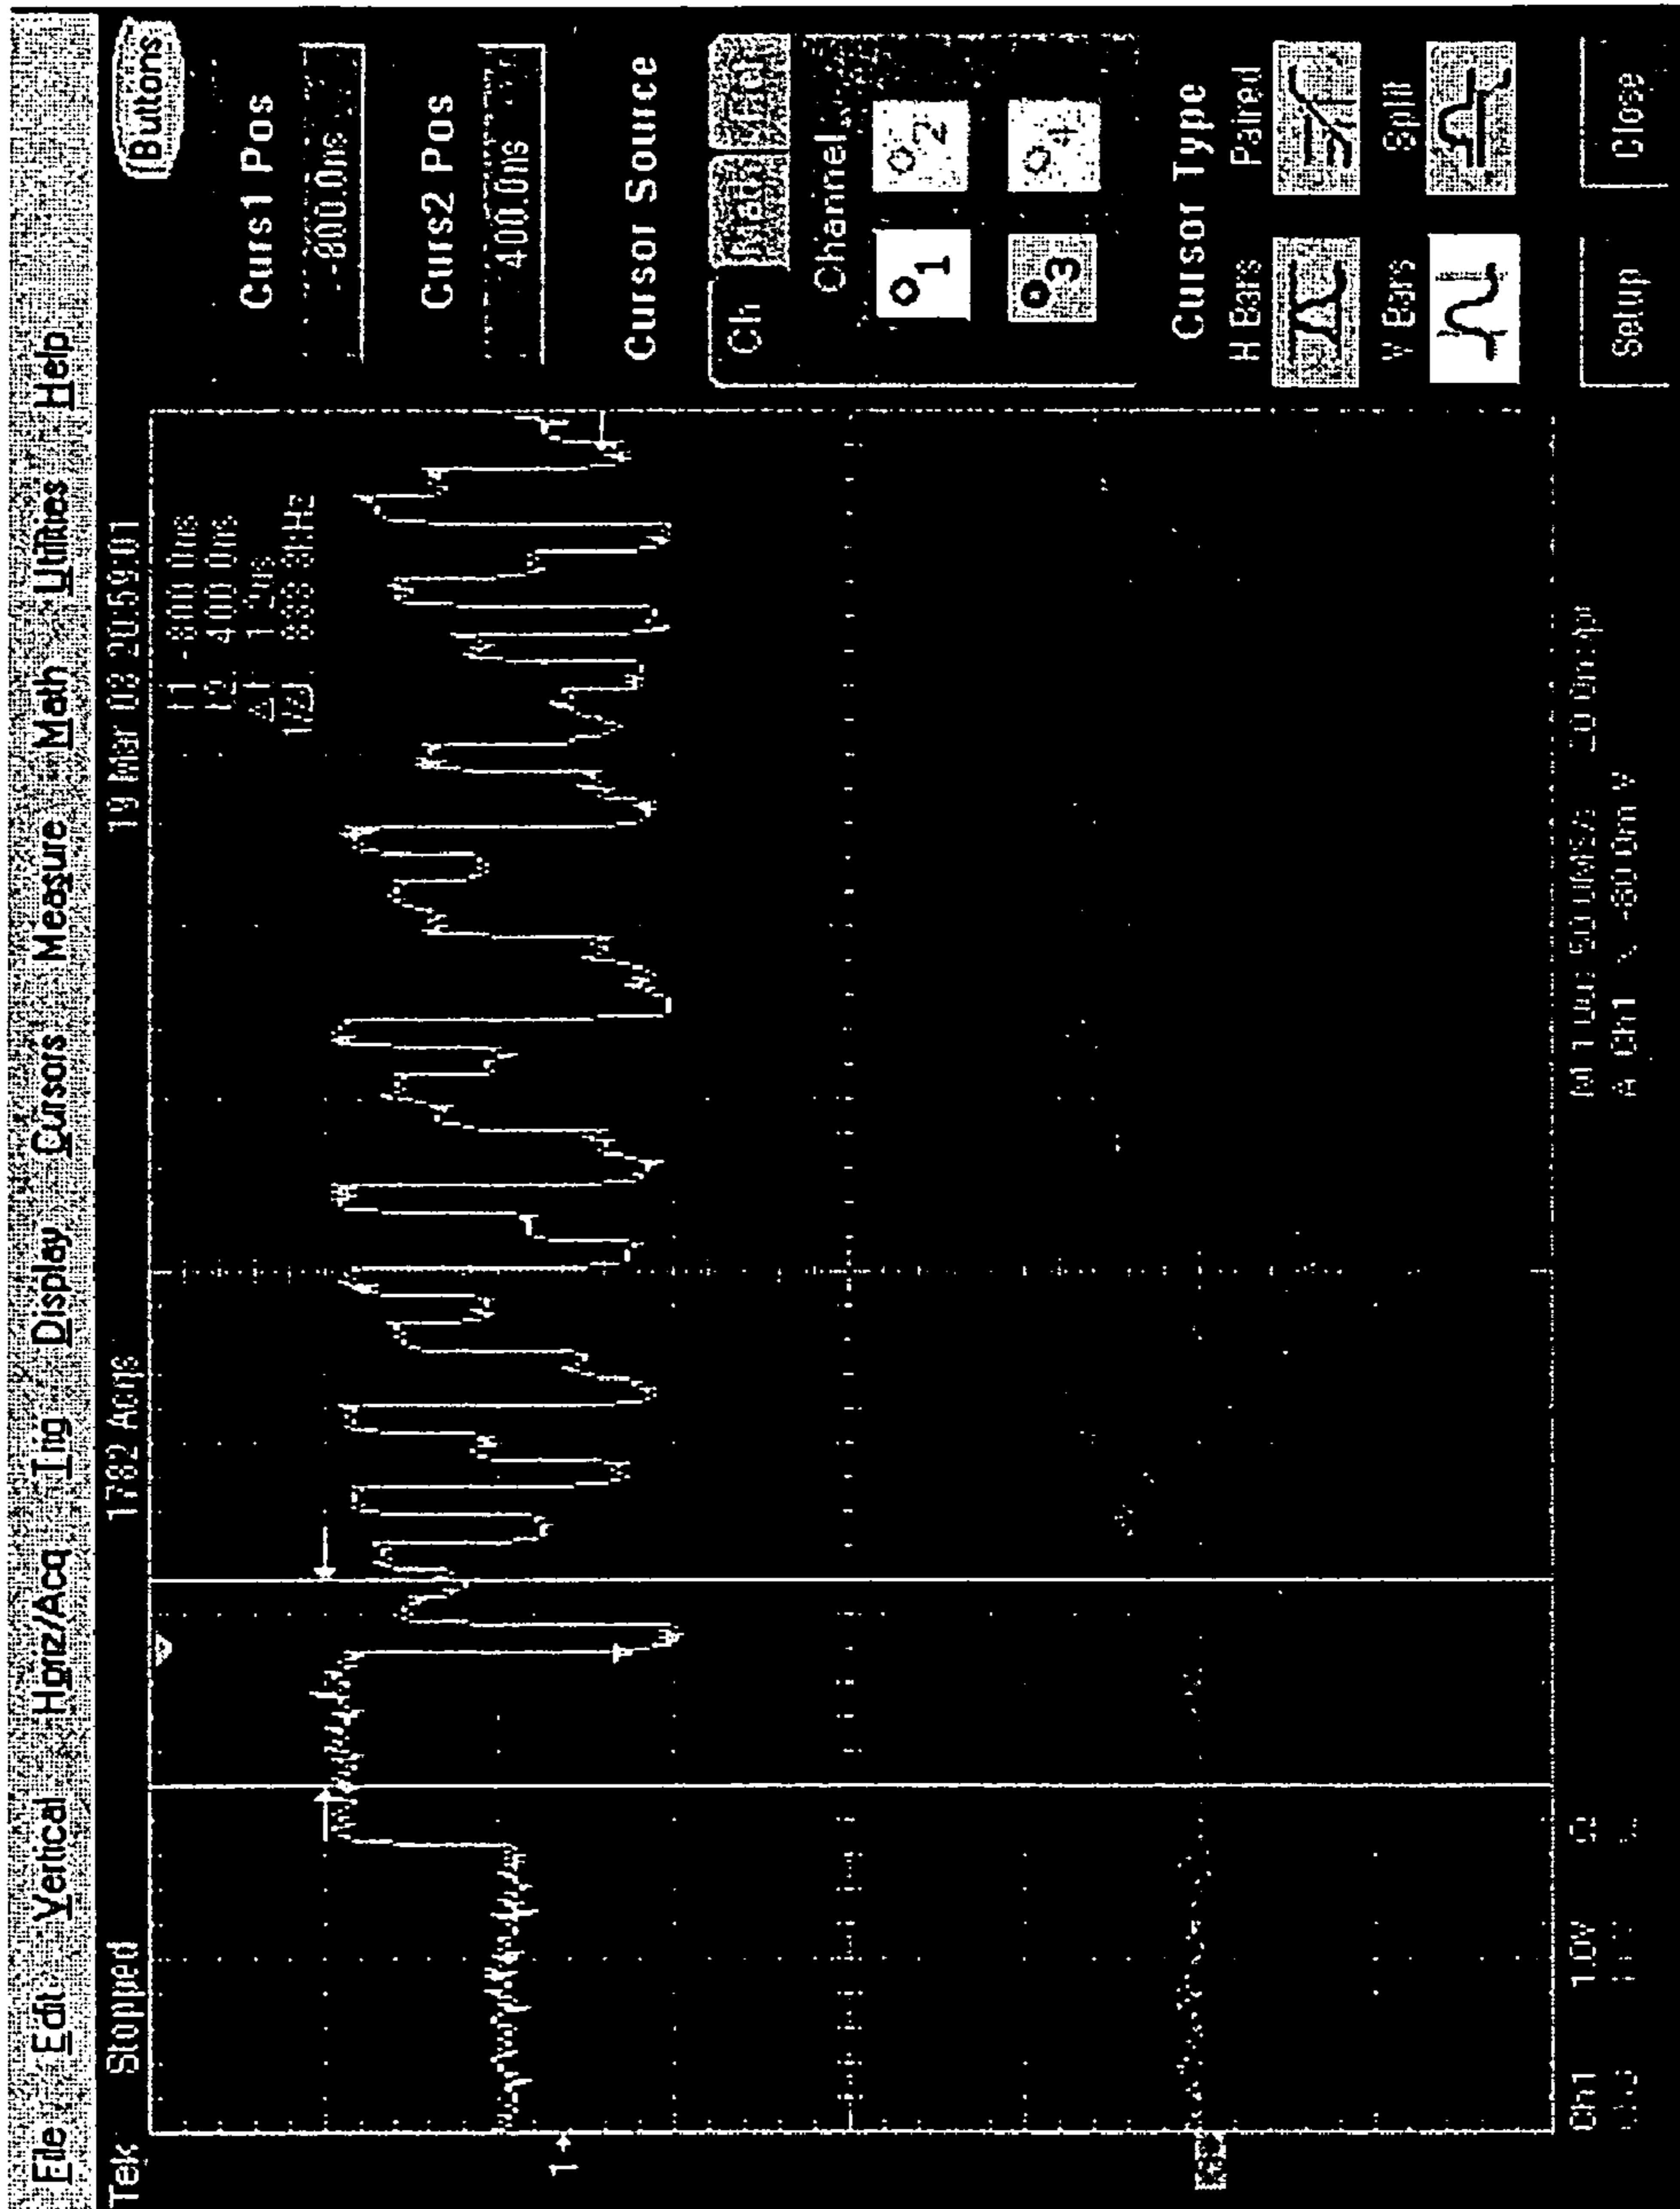 File Edit Vertical Horiz/Acq Trig Display Cursors Measure Math Utilities Help
Tek Stopped 1782 Acqs 19 Mar 03 20:59:01
Buttons
t1 -800.0ns
t2 400.0ns
Δt 1.2µs
Curs1 Pos
-800.0ns
Curs2 Pos
400.0ns
Cursor Source
Ch Math Ref
Channel
1 2
3 4
Cursor Type
H Bars Paired
V Bars Split
Setup Close
1
Ch1 1.0V Ω
A Ch1